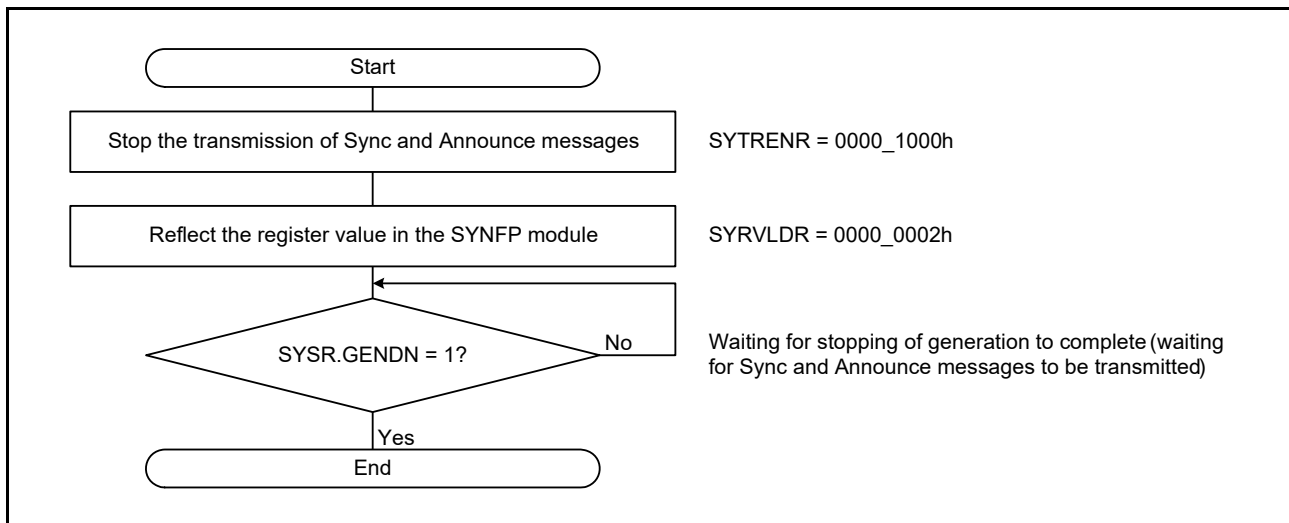 Start
Stop the transmission of Sync and Announce messages
SYTRENR = 0000_1000h
Reflect the register value in the SYNFP module
SYRVLDR = 0000_0002h
SYSR.GENDN = 1?
No
Waiting for stopping of generation to complete (waiting
for Sync and Announce messages to be transmitted)
Yes
End